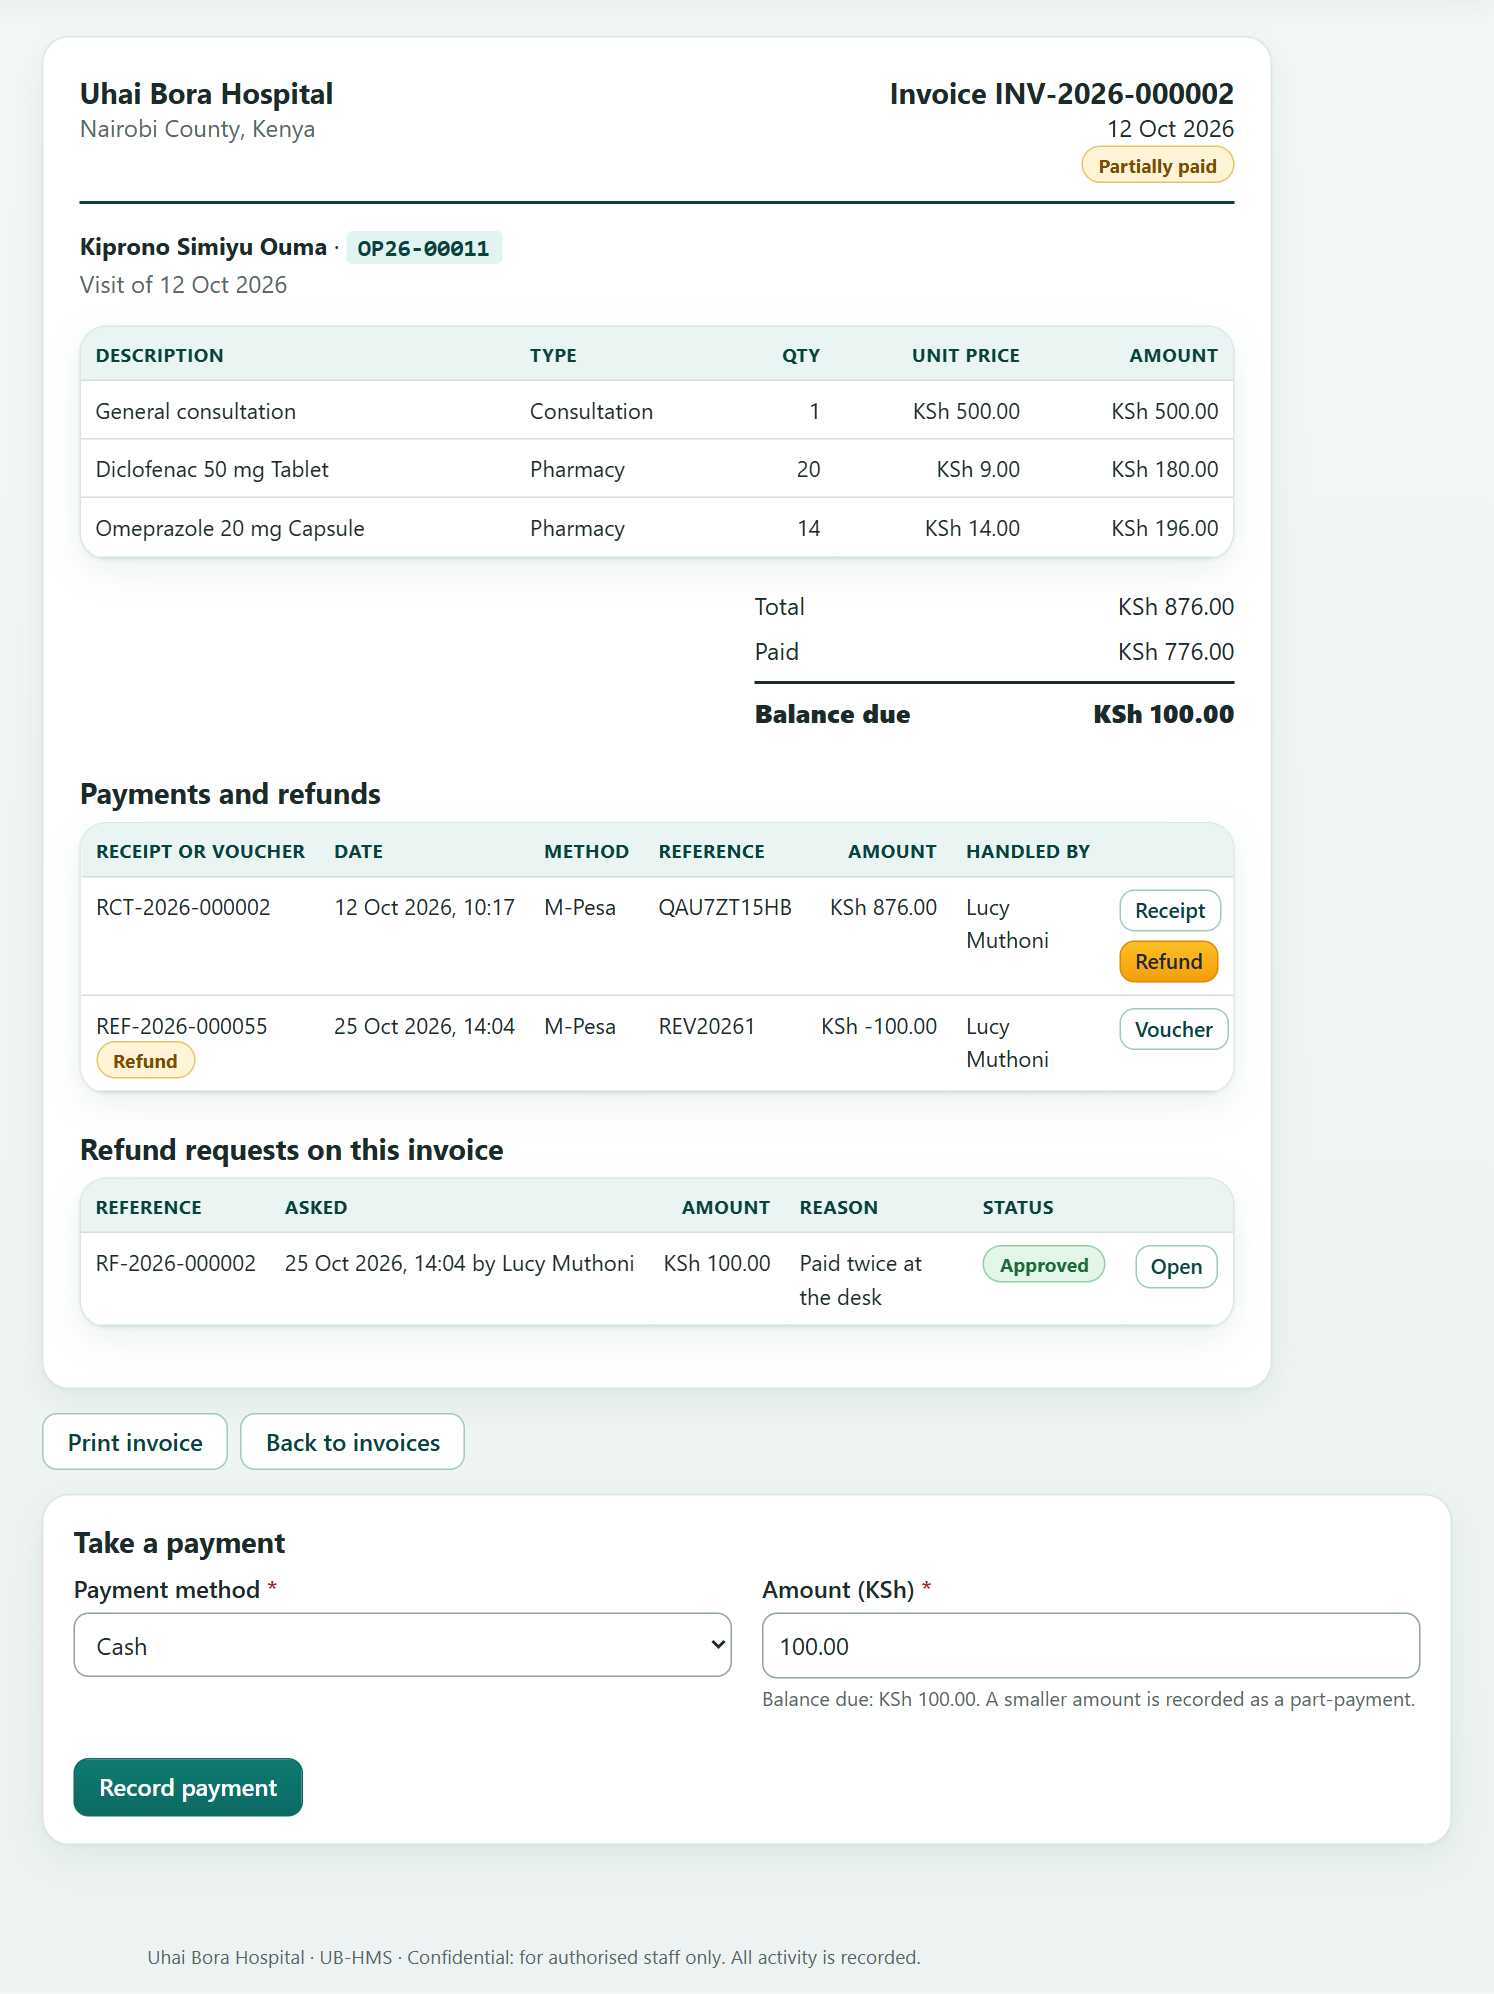 Uhai Bora Hospital
Nairobi County, Kenya
Invoice INV-2026-000002
12 Oct 2026
Partially paid
Kiprono Simiyu Ouma · OP26-00011
Visit of 12 Oct 2026
DESCRIPTION TYPE QTY UNIT PRICE AMOUNT
General consultation Consultation 1 KSh 500.00 KSh 500.00
Diclofenac 50 mg Tablet Pharmacy 20 KSh 9.00 KSh 180.00
Omeprazole 20 mg Capsule Pharmacy 14 KSh 14.00 KSh 196.00
Total KSh 876.00
Paid KSh 776.00
Balance due KSh 100.00
Payments and refunds
RECEIPT OR VOUCHER DATE METHOD REFERENCE AMOUNT HANDLED BY
RCT-2026-000002 12 Oct 2026, 10:17 M-Pesa QAU7ZT15HB KSh 876.00 Lucy Muthoni Receipt
Refund
REF-2026-000055 25 Oct 2026, 14:04 M-Pesa REV20261 KSh -100.00 Lucy Muthoni Voucher
Refund
Refund requests on this invoice
REFERENCE ASKED AMOUNT REASON STATUS
RF-2026-000002 25 Oct 2026, 14:04 by Lucy Muthoni KSh 100.00 Paid twice at the desk Approved Open
Print invoice Back to invoices
Take a payment
Payment method * Amount (KSh) *
Cash 100.00
Balance due: KSh 100.00. A smaller amount is recorded as a part-payment.
Record payment
Uhai Bora Hospital · UB-HMS · Confidential: for authorised staff only. All activity is recorded.